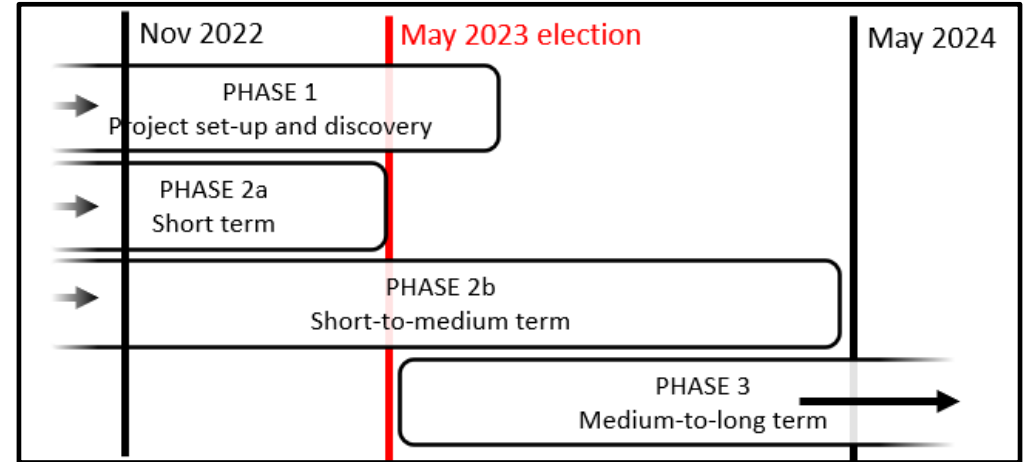 Nov 2022
May 2023 election
May 2024
PHASE 1
Project set-up and discovery
PHASE 2a
Short term
PHASE 2b
Short-to-medium term
PHASE 3
Medium-to-long term